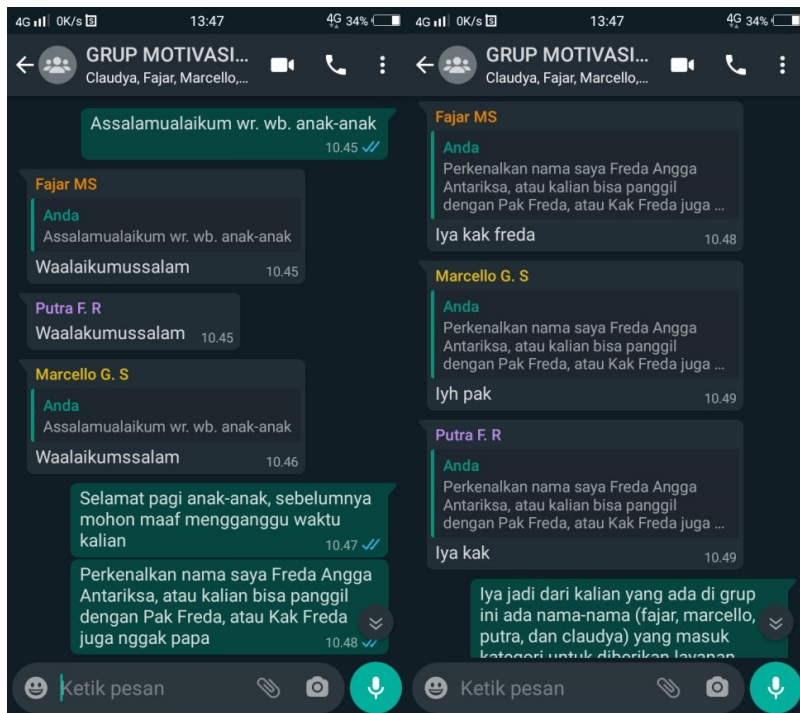 4G 0K/s S 13:47 4G 34%
GRUP MOTIVASI...
Claudya, Fajar, Marcello,...
Assalamualaikum wr. wb. anak-anak
10.45
Fajar MS
Anda
Assalamualaikum wr. wb. anak-anak
Waalaikumussalam 10.45
Putra F. R
Waalakumussalam 10.45
Marcello G. S
Anda
Assalamualaikum wr. wb. anak-anak
Waalaikumssalam 10.46
Selamat pagi anak-anak, sebelumnya
mohon maaf mengganggu waktu
kalian 10.47
Perkenalkan nama saya Freda Angga
Antariksa, atau kalian bisa panggil
dengan Pak Freda, atau Kak Freda
juga nggak papa 10.48
Ketik pesan
4G 0K/s S 13:47 4G 34%
GRUP MOTIVASI...
Claudya, Fajar, Marcello,...
Fajar MS
Anda
Perkenalkan nama saya Freda Angga
Antariksa, atau kalian bisa panggil
dengan Pak Freda, atau Kak Freda juga ...
Iya kak freda 10.48
Marcello G. S
Anda
Perkenalkan nama saya Freda Angga
Antariksa, atau kalian bisa panggil
dengan Pak Freda, atau Kak Freda juga ...
Iyh pak 10.49
Putra F. R
Anda
Perkenalkan nama saya Freda Angga
Antariksa, atau kalian bisa panggil
dengan Pak Freda, atau Kak Freda juga ...
Iya kak 10.49
Iya jadi dari kalian yang ada di grup
ini ada nama-nama (fajar, marcello,
putra, dan claudya) yang masuk
kategori untuk diberikan layanan
Ketik pesan